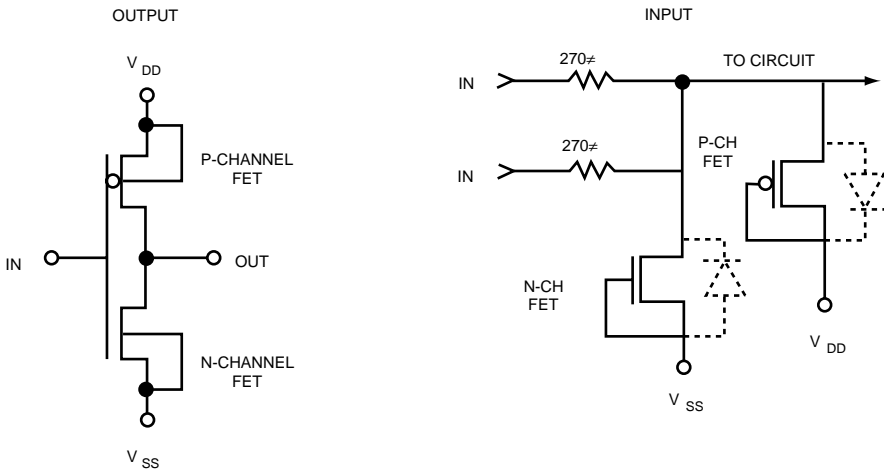 OUTPUT
V DD
P-CHANNEL
FET
IN
OUT
N-CHANNEL
FET
V SS
INPUT
270≠
TO CIRCUIT
IN
270≠
IN
P-CH
FET
N-CH
FET
V DD
V SS